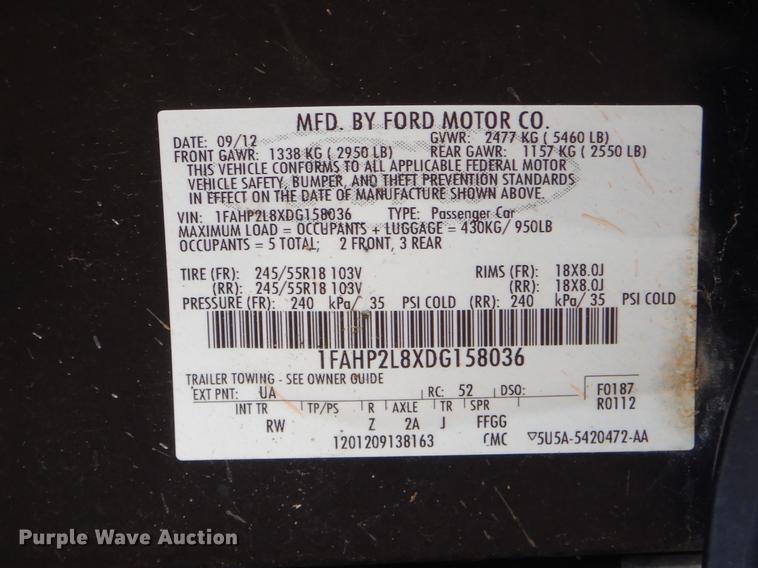 MFD. BY FORD MOTOR CO.
DATE: 09/12 GVWR: 2477 KG ( 5460 LB)
FRONT GAWR: 1338 KG ( 2950 LB) REAR GAWR: 1157 KG ( 2550 LB)
THIS VEHICLE CONFORMS TO ALL APPLICABLE FEDERAL MOTOR
VEHICLE SAFETY, BUMPER, AND THEFT PREVENTION STANDARDS
IN EFFECT ON THE DATE OF MANUFACTURE SHOWN ABOVE.
VIN: 1FAHP2L8XDG158036 TYPE: Passenger Car
MAXIMUM LOAD = OCCUPANTS + LUGGAGE = 430KG/ 950LB
OCCUPANTS = 5 TOTAL; 2 FRONT, 3 REAR
TIRE (FR): 245/55R18 103V RIMS (FR): 18X8.0J
(RR): 245/55R18 103V (RR): 18X8.0J
PRESSURE (FR): 240 kPa/ 35 PSI COLD (RR): 240 kPa/ 35 PSI COLD
1FAHP2L8XDG158036
TRAILER TOWING - SEE OWNER GUIDE
EXT PNT: UA RC: 52 DSO: F0187
INT TR TP/PS R AXLE TR SPR R0112
RW Z 2A J FFGG
1201209138163 CMC ▽5U5A-5420472-AA
Purple Wave Auction